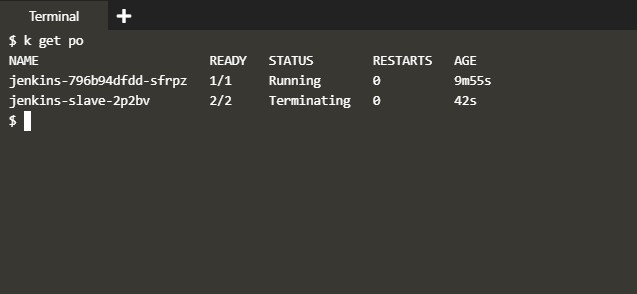 Terminal +
$ k get po
NAME READY STATUS RESTARTS AGE
jenkins-796b94dfdd-sfrpz 1/1 Running 0 9m55s
jenkins-slave-2p2bv 2/2 Terminating 0 42s
$